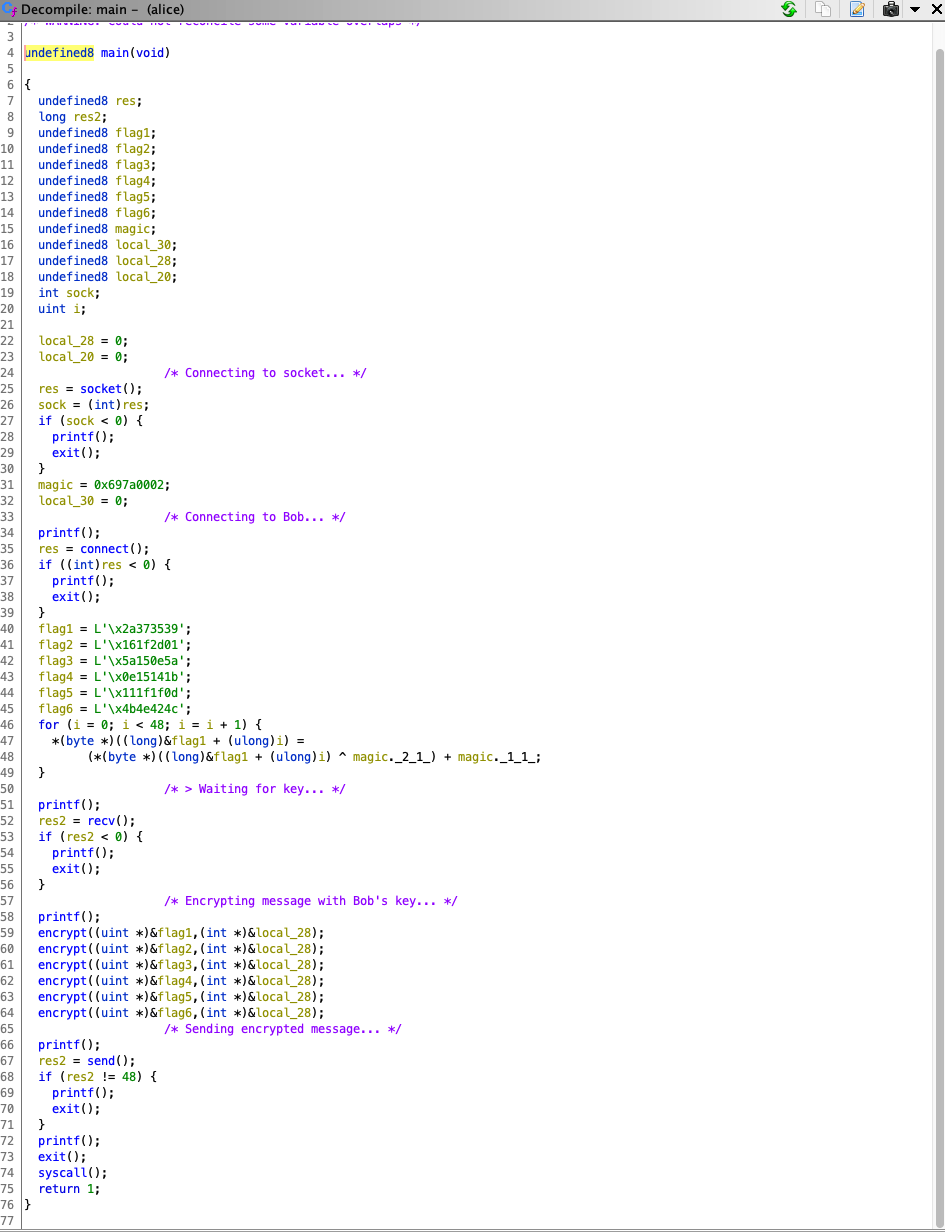 Decompile: main - (alice)
2 /* WARNING: Could not reconcile some variable overlaps */
3
4 undefined8 main(void)
5
6 {
7 undefined8 res;
8 long res2;
9 undefined8 flag1;
10 undefined8 flag2;
11 undefined8 flag3;
12 undefined8 flag4;
13 undefined8 flag5;
14 undefined8 flag6;
15 undefined8 magic;
16 undefined8 local_30;
17 undefined8 local_28;
18 undefined8 local_20;
19 int sock;
20 uint i;
21
22 local_28 = 0;
23 local_20 = 0;
24 /* Connecting to socket... */
25 res = socket();
26 sock = (int)res;
27 if (sock < 0) {
28 printf();
29 exit();
30 }
31 magic = 0x697a0002;
32 local_30 = 0;
33 /* Connecting to Bob... */
34 printf();
35 res = connect();
36 if ((int)res < 0) {
37 printf();
38 exit();
39 }
40 flag1 = L'\x2a373539';
41 flag2 = L'\x161f2d01';
42 flag3 = L'\x5a150e5a';
43 flag4 = L'\x0e15141b';
44 flag5 = L'\x111f1f0d';
45 flag6 = L'\x4b4e424c';
46 for (i = 0; i < 48; i = i + 1) {
47 *(byte *)((long)&flag1 + (ulong)i) =
48 (*(byte *)((long)&flag1 + (ulong)i) ^ magic._2_1_) + magic._1_1_;
49 }
50 /* > Waiting for key... */
51 printf();
52 res2 = recv();
53 if (res2 < 0) {
54 printf();
55 exit();
56 }
57 /* Encrypting message with Bob's key... */
58 printf();
59 encrypt((uint *)&flag1,(int *)&local_28);
60 encrypt((uint *)&flag2,(int *)&local_28);
61 encrypt((uint *)&flag3,(int *)&local_28);
62 encrypt((uint *)&flag4,(int *)&local_28);
63 encrypt((uint *)&flag5,(int *)&local_28);
64 encrypt((uint *)&flag6,(int *)&local_28);
65 /* Sending encrypted message... */
66 printf();
67 res2 = send();
68 if (res2 != 48) {
69 printf();
70 exit();
71 }
72 printf();
73 exit();
74 syscall();
75 return 1;
76 }
77